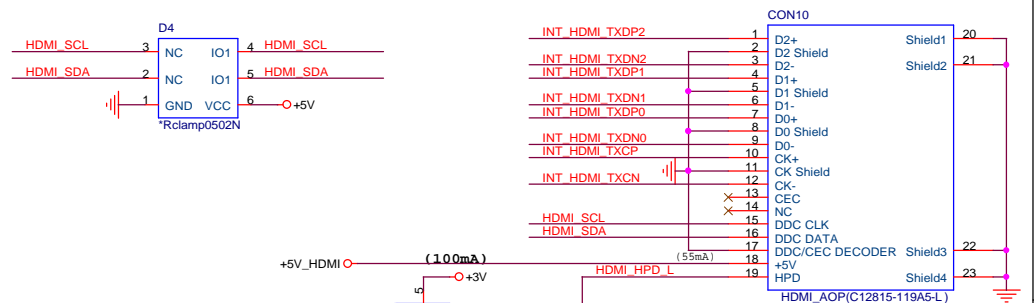 D4
HDMI_SCL 3 NC IO1 4 HDMI_SCL
HDMI_SDA 2 NC IO1 5 HDMI_SDA
1 GND VCC 6 +5V
*Rclamp0502N
CON10
INT_HDMI_TXDP2 1 D2+ Shield1 20
2 D2 Shield
INT_HDMI_TXDN2 3 D2- Shield2 21
INT_HDMI_TXDP1 4 D1+
5 D1 Shield
INT_HDMI_TXDN1 6 D1-
INT_HDMI_TXDP0 7 D0+
8 D0 Shield
INT_HDMI_TXDN0 9 D0-
INT_HDMI_TXCP 10 CK+
11 CK Shield
INT_HDMI_TXCN 12 CK-
13 CEC
14 NC
HDMI_SCL 15 DDC CLK
HDMI_SDA 16 DDC DATA
17 DDC/CEC DECODER Shield3 22
+5V_HDMI (100mA) (55mA) 18 +5V
+3V HDMI_HPD_L 19 HPD Shield4 23
5
HDMI_AOP(C12815-119A5-L)